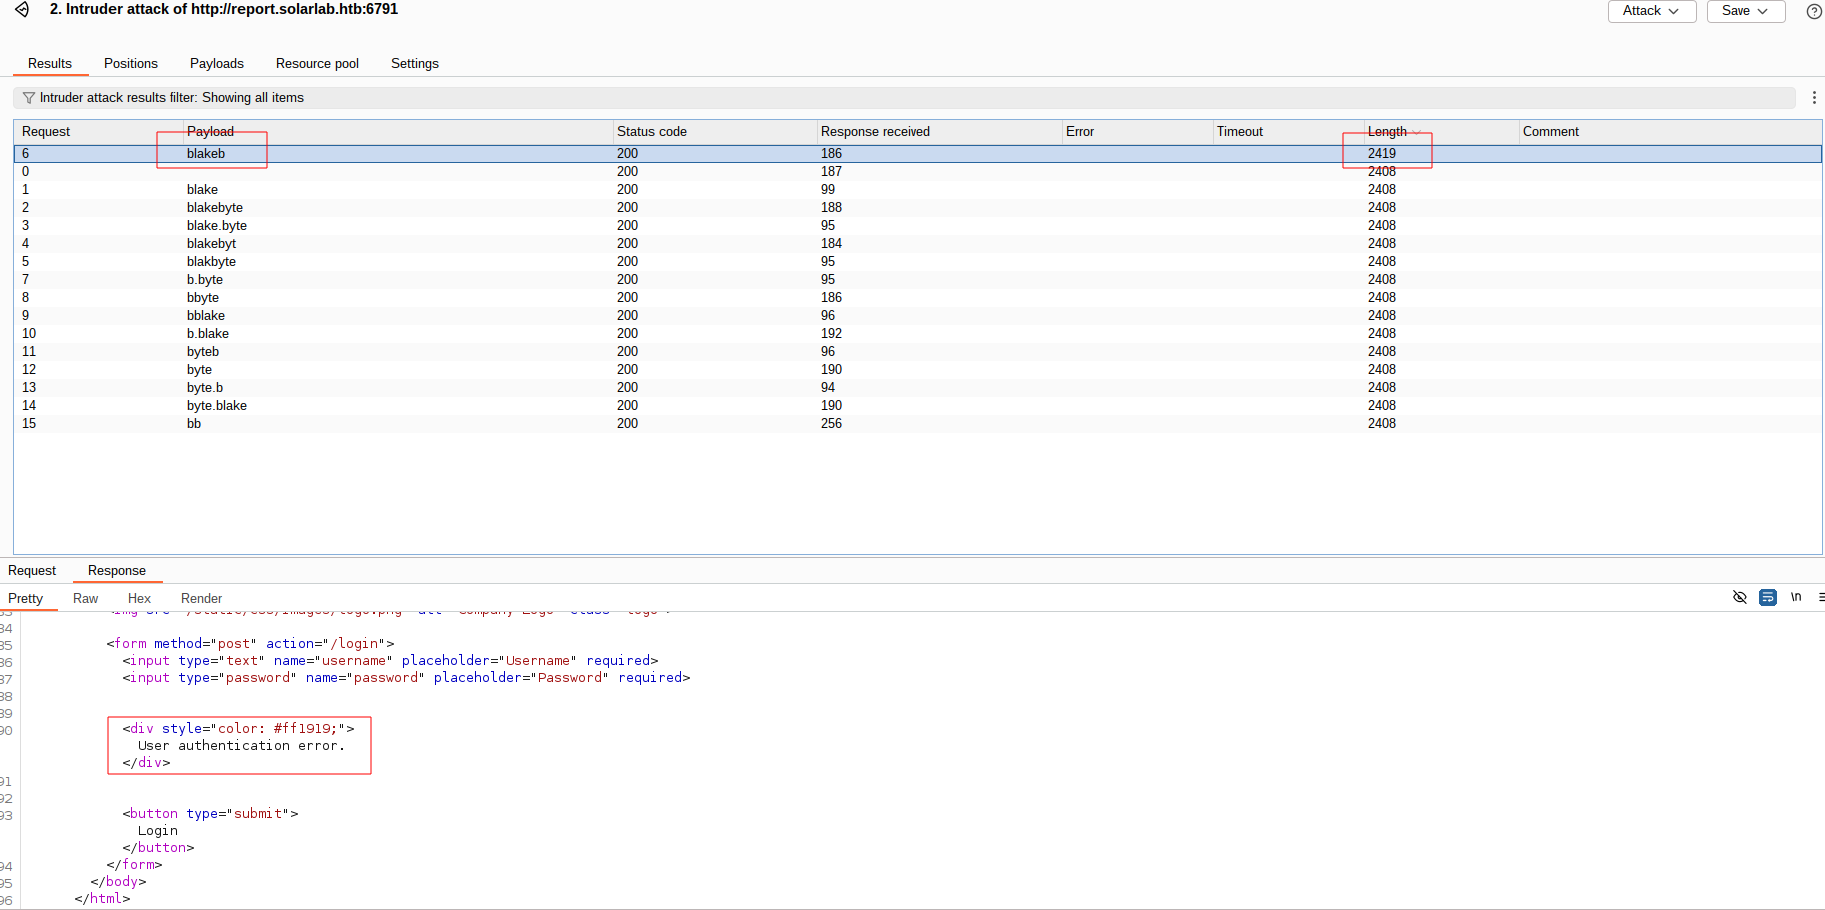 2. Intruder attack of http://report.solarlab.htb:6791
Attack Save
Results Positions Payloads Resource pool Settings
Intruder attack results filter: Showing all items
Request Payload Status code Response received Error Timeout Length Comment
6 blakeb 200 186 2419
0 200 187 2408
1 blake 200 99 2408
2 blakebyte 200 188 2408
3 blake.byte 200 95 2408
4 blakebyt 200 184 2408
5 blakbyte 200 95 2408
7 b.byte 200 95 2408
8 bbyte 200 186 2408
9 bblake 200 96 2408
10 b.blake 200 192 2408
11 byteb 200 96 2408
12 byte 200 190 2408
13 byte.b 200 94 2408
14 byte.blake 200 190 2408
15 bb 200 256 2408
Request Response
Pretty Raw Hex Render \n
34
35 <form method="post" action="/login">
36 <input type="text" name="username" placeholder="Username" required>
37 <input type="password" name="password" placeholder="Password" required>
38
39
90 <div style="color: #ff1919;">
User authentication error.
</div>
91
92
93 <button type="submit">
Login
</button>
94 </form>
95 </body>
96 </html>